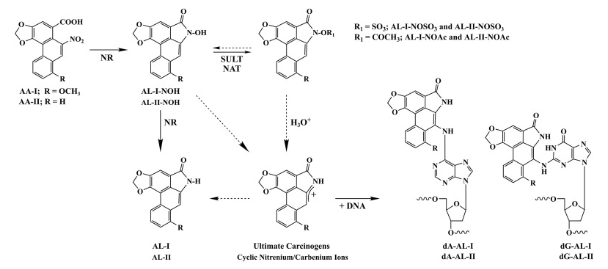 R₁ = SO₃; AL-I-NOSO₃ and AL-II-NOSO₃
R₁ = COCH₃; AL-I-NOAc and AL-II-NOAc
COOH
NO₂
R
AA-I; R = OCH₃
AA-II; R = H
NR
O
N-OH
O
O
R
AL-I-NOH
AL-II-NOH
SULT
NAT
O
N-OR₁
O
O
R
NR
H₃O⁺
O
N-H
O
O
R
AL-I
AL-II
O
NH
+
O
O
R
Ultimate Carcinogens
Cyclic Nitrenium/Carbenium Ions
+ DNA
O
NH
O
O
NH
R
N
N
N
N
O
O
O
dA-AL-I
dA-AL-II
O
NH
O
O
O
HN
N
N
N
N
H
R
O
O
O
dG-AL-I
dG-AL-II